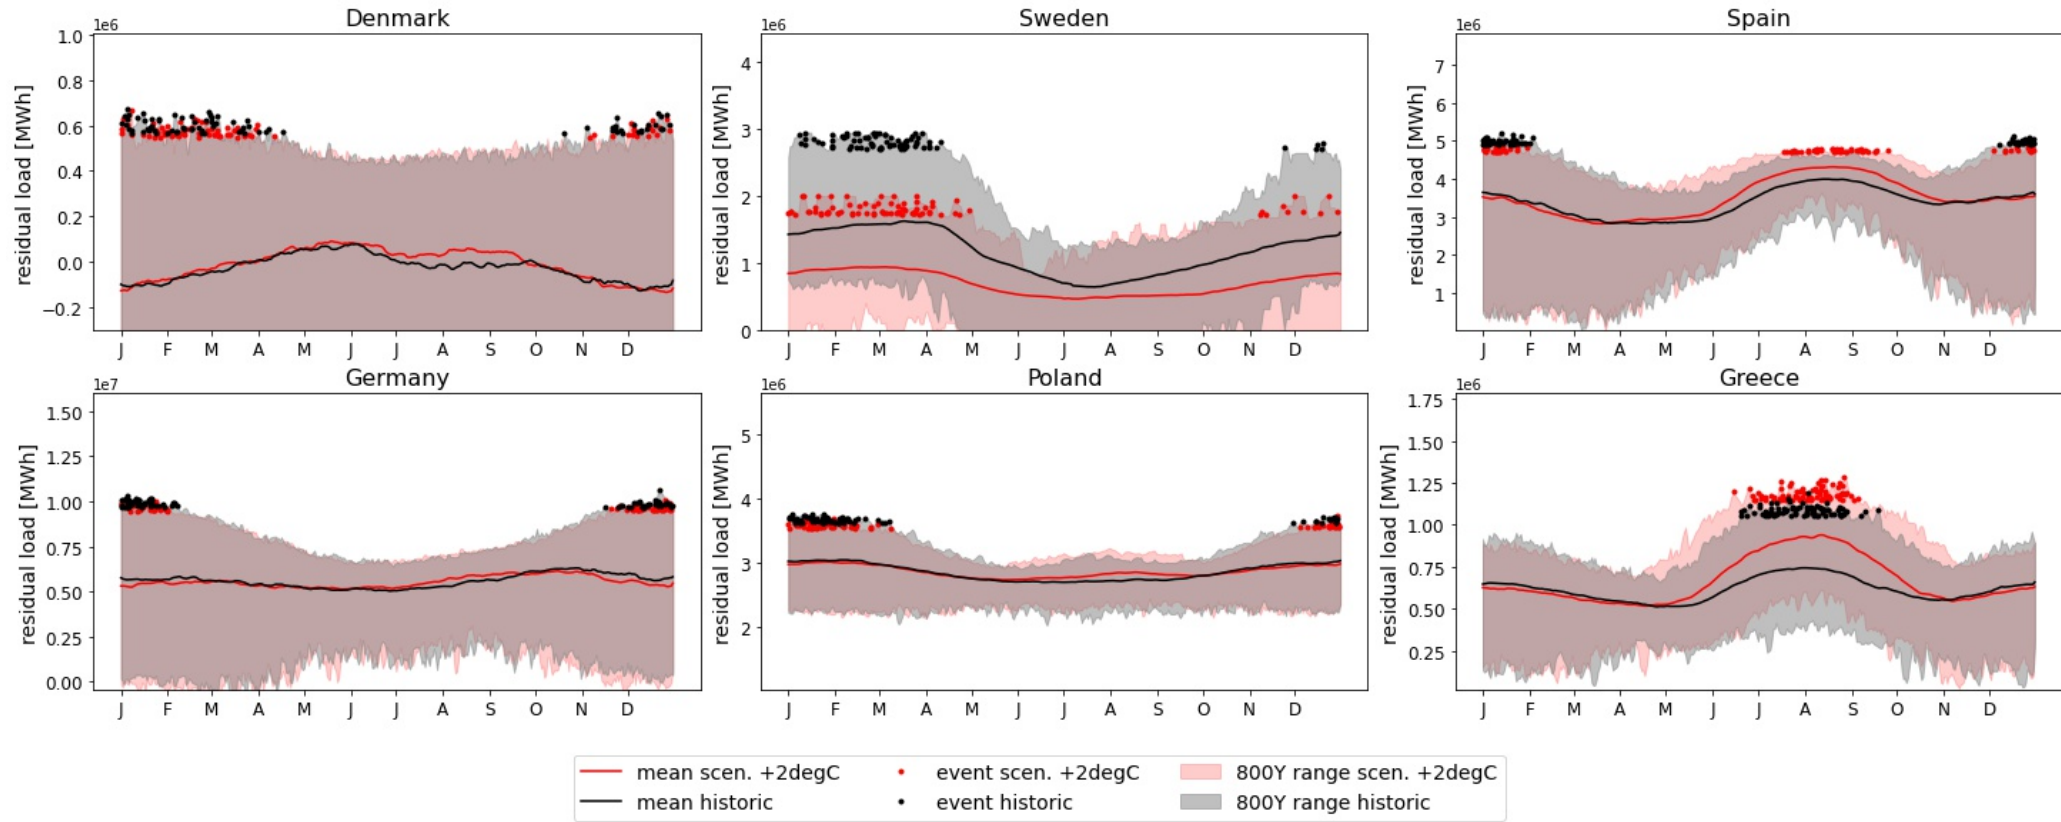 Denmark
1e6
residual load [MWh]
1.0
0.8
0.6
0.4
0.2
0.0
−0.2
J F M A M J J A S O N D
Sweden
1e6
residual load [MWh]
4
3
2
1
0
J F M A M J J A S O N D
Spain
1e6
residual load [MWh]
7
6
5
4
3
2
1
J F M A M J J A S O N D
Germany
1e7
residual load [MWh]
1.50
1.25
1.00
0.75
0.50
0.25
0.00
J F M A M J J A S O N D
Poland
1e6
residual load [MWh]
5
4
3
2
J F M A M J J A S O N D
Greece
1e6
residual load [MWh]
1.75
1.50
1.25
1.00
0.75
0.50
0.25
J F M A M J J A S O N D
mean scen. +2degC
mean historic
event scen. +2degC
event historic
800Y range scen. +2degC
800Y range historic